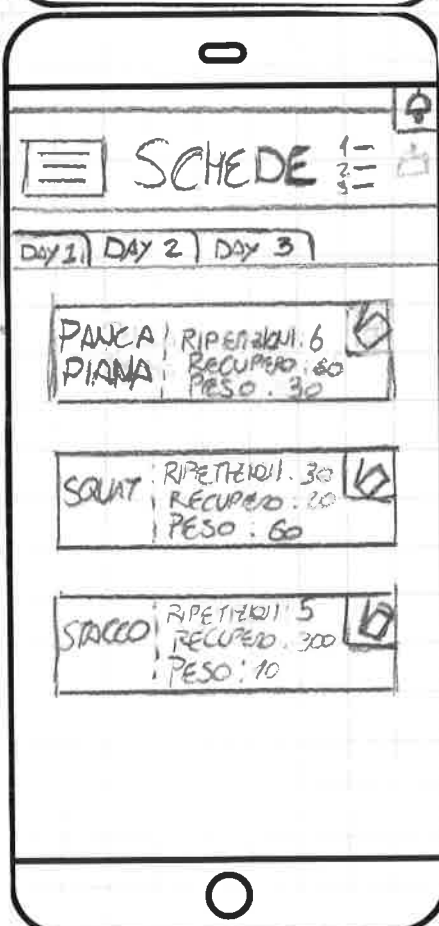 SCHEDE
1
2
3
DAY 1 DAY 2 DAY 3
PANCA PIANA
RIPETIZIONI: 6
RECUPERO: 60
PESO: 30
SQUAT
RIPETIZIONI: 30
RECUPERO: 20
PESO: 60
STACCO
RIPETIZIONI: 5
RECUPERO: 300
PESO: 10